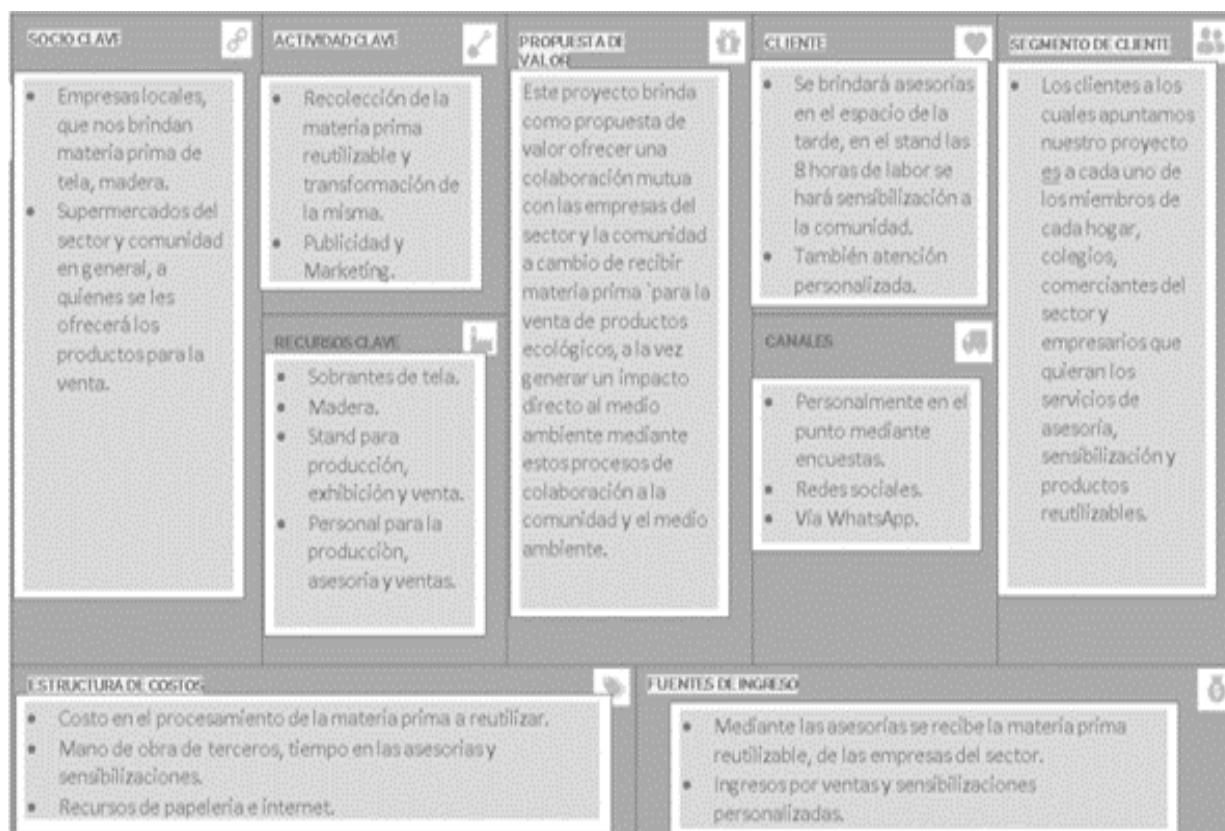 SOCIO CLAVE
Empresas locales,
que nos brindan
materia prima de
tela, madera.
Supermercados del
sector y comunidad
en general, a
quienes se les
ofrecerá los
productos para la
venta.
ACTIVIDAD CLAVE
Recolección de la
materia prima
reutilizable y
transformación de
la misma.
Publicidad y
Marketing.
RECURSOS CLAVE
Sobrantes de tela.
Madera.
Stand para
producción,
exhibición y venta.
Personal para la
producciòn,
asesoría y ventas.
PROPUESTA DE
VALOR
Este proyecto brinda
como propuesta de
valor ofrecer una
colaboración mutua
con las empresas del
sector y la comunidad
a cambio de recibir
materia prima `para la
venta de productos
ecológicos, a la vez
generar un impacto
directo al medio
ambiente mediante
estos procesos de
colaboración a la
comunidad y el medio
ambiente.
CLIENTE
Se brindará asesorías
en el espacio de la
tarde, en el stand las
8 horas de labor se
hará sensibilización a
la comunidad.
También atención
personalizada.
CANALES
Personalmente en el
punto mediante
encuestas.
Redes sociales.
Vía WhatsApp.
SEGMENTO DE CLIENTE
Los clientes a los
cuales apuntamos
nuestro proyecto
es a cada uno de
los miembros de
cada hogar,
colegios,
comerciantes del
sector y
empresarios que
quieran los
servicios de
asesoría,
sensibilización y
productos
reutilizables.
ESTRUCTURA DE COSTOS
Costo en el procesamiento de la materia prima a reutilizar.
Mano de obra de terceros, tiempo en las asesorías y
sensibilizaciones.
Recursos de papelería e internet.
FUENTES DE INGRESO
Mediante las asesorías se recibe la materia prima
reutilizable, de las empresas del sector.
Ingresos por ventas y sensibilizaciones
personalizadas.